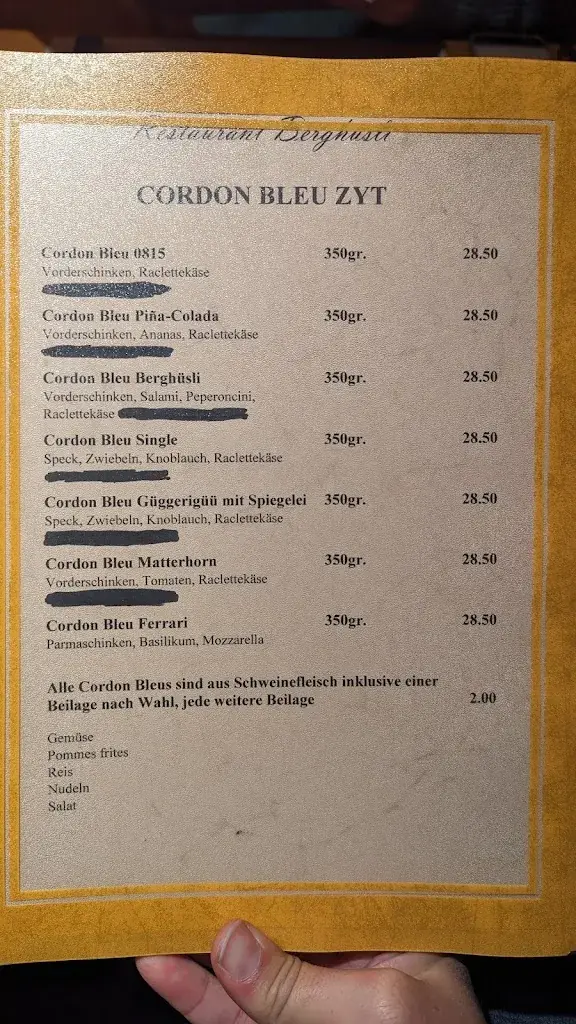 Restaurant Berghüsli
CORDON BLEU ZYT
Cordon Bleu 0815 350gr. 28.50
Vorderschinken, Raclettekäse
Cordon Bleu Piña-Colada 350gr. 28.50
Vorderschinken, Ananas, Raclettekäse
Cordon Bleu Berghüsli 350gr. 28.50
Vorderschinken, Salami, Peperoncini,
Raclettekäse
Cordon Bleu Single 350gr. 28.50
Speck, Zwiebeln, Knoblauch, Raclettekäse
Cordon Bleu Güggerigüü mit Spiegelei 350gr. 28.50
Speck, Zwiebeln, Knoblauch, Raclettekäse
Cordon Bleu Matterhorn 350gr. 28.50
Vorderschinken, Tomaten, Raclettekäse
Cordon Bleu Ferrari 350gr. 28.50
Parmaschinken, Basilikum, Mozzarella
Alle Cordon Bleus sind aus Schweinefleisch inklusive einer
Beilage nach Wahl, jede weitere Beilage 2.00
Gemüse
Pommes frites
Reis
Nudeln
Salat